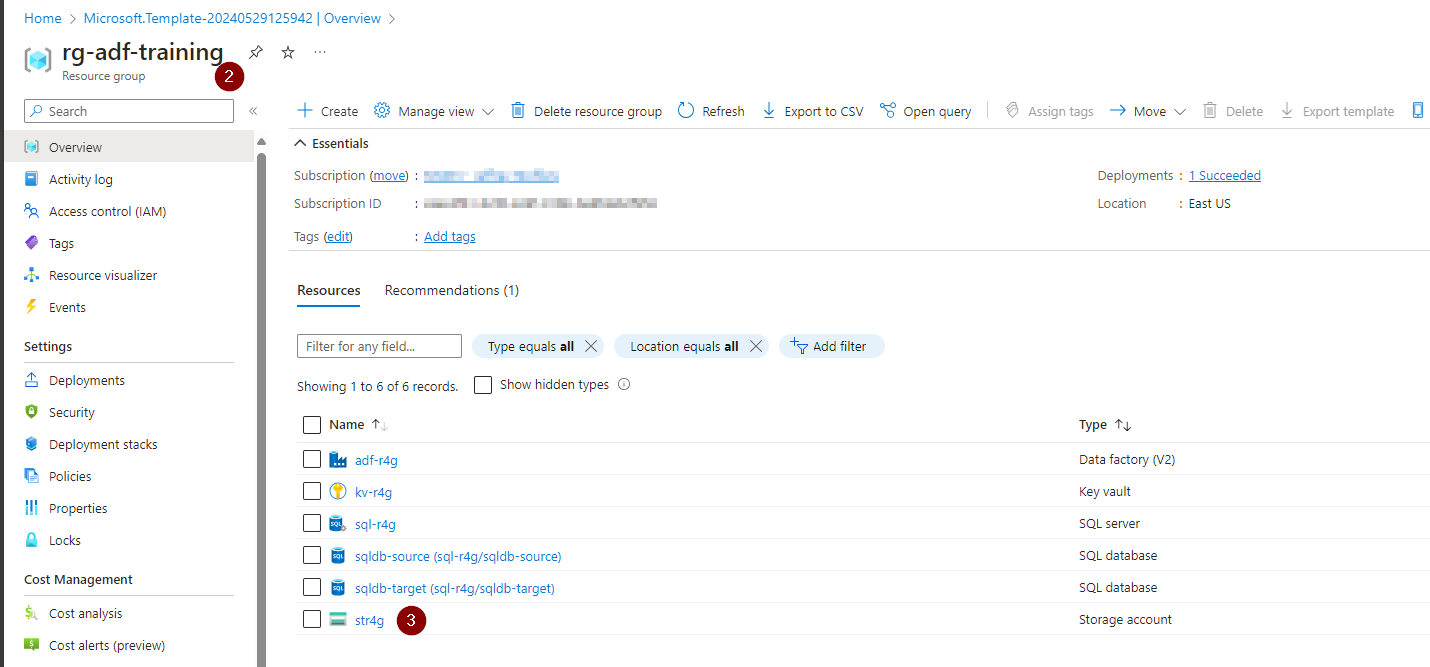 Home > Microsoft.Template-20240529125942 | Overview >
rg-adf-training
Resource group
2
Search
«
Overview
Activity log
Access control (IAM)
Tags
Resource visualizer
Events
Settings
Deployments
Security
Deployment stacks
Policies
Properties
Locks
Cost Management
Cost analysis
Cost alerts (preview)
Create Manage view Delete resource group Refresh Export to CSV Open query Assign tags Move Delete Export template
Essentials
Subscription (move) :
Deployments : 1 Succeeded
Subscription ID :
Location : East US
Tags (edit) : Add tags
Resources Recommendations (1)
Filter for any field... Type equals all Location equals all Add filter
Showing 1 to 6 of 6 records. Show hidden types
Name Type
adf-r4g Data factory (V2)
kv-r4g Key vault
sql-r4g SQL server
sqldb-source (sql-r4g/sqldb-source) SQL database
sqldb-target (sql-r4g/sqldb-target) SQL database
str4g 3 Storage account